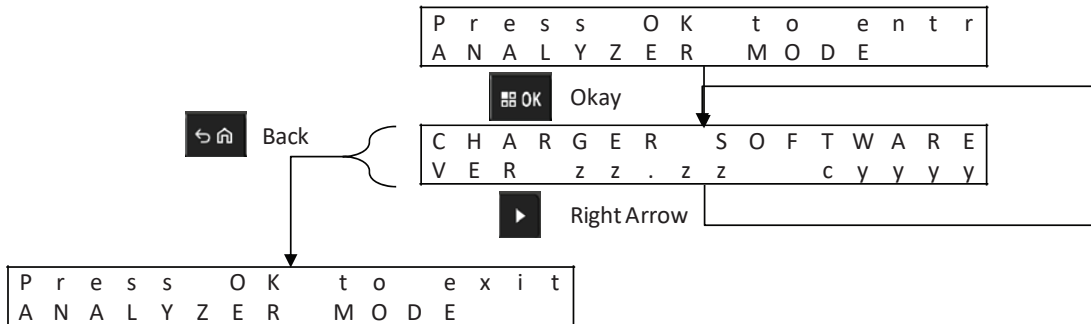 Press OK to entr
ANALYZER MODE
OK Okay
Back
CHARGER SOFTWARE
VER zz.zz cyyyy
Right Arrow
Press OK to exit
ANALYZER MODE